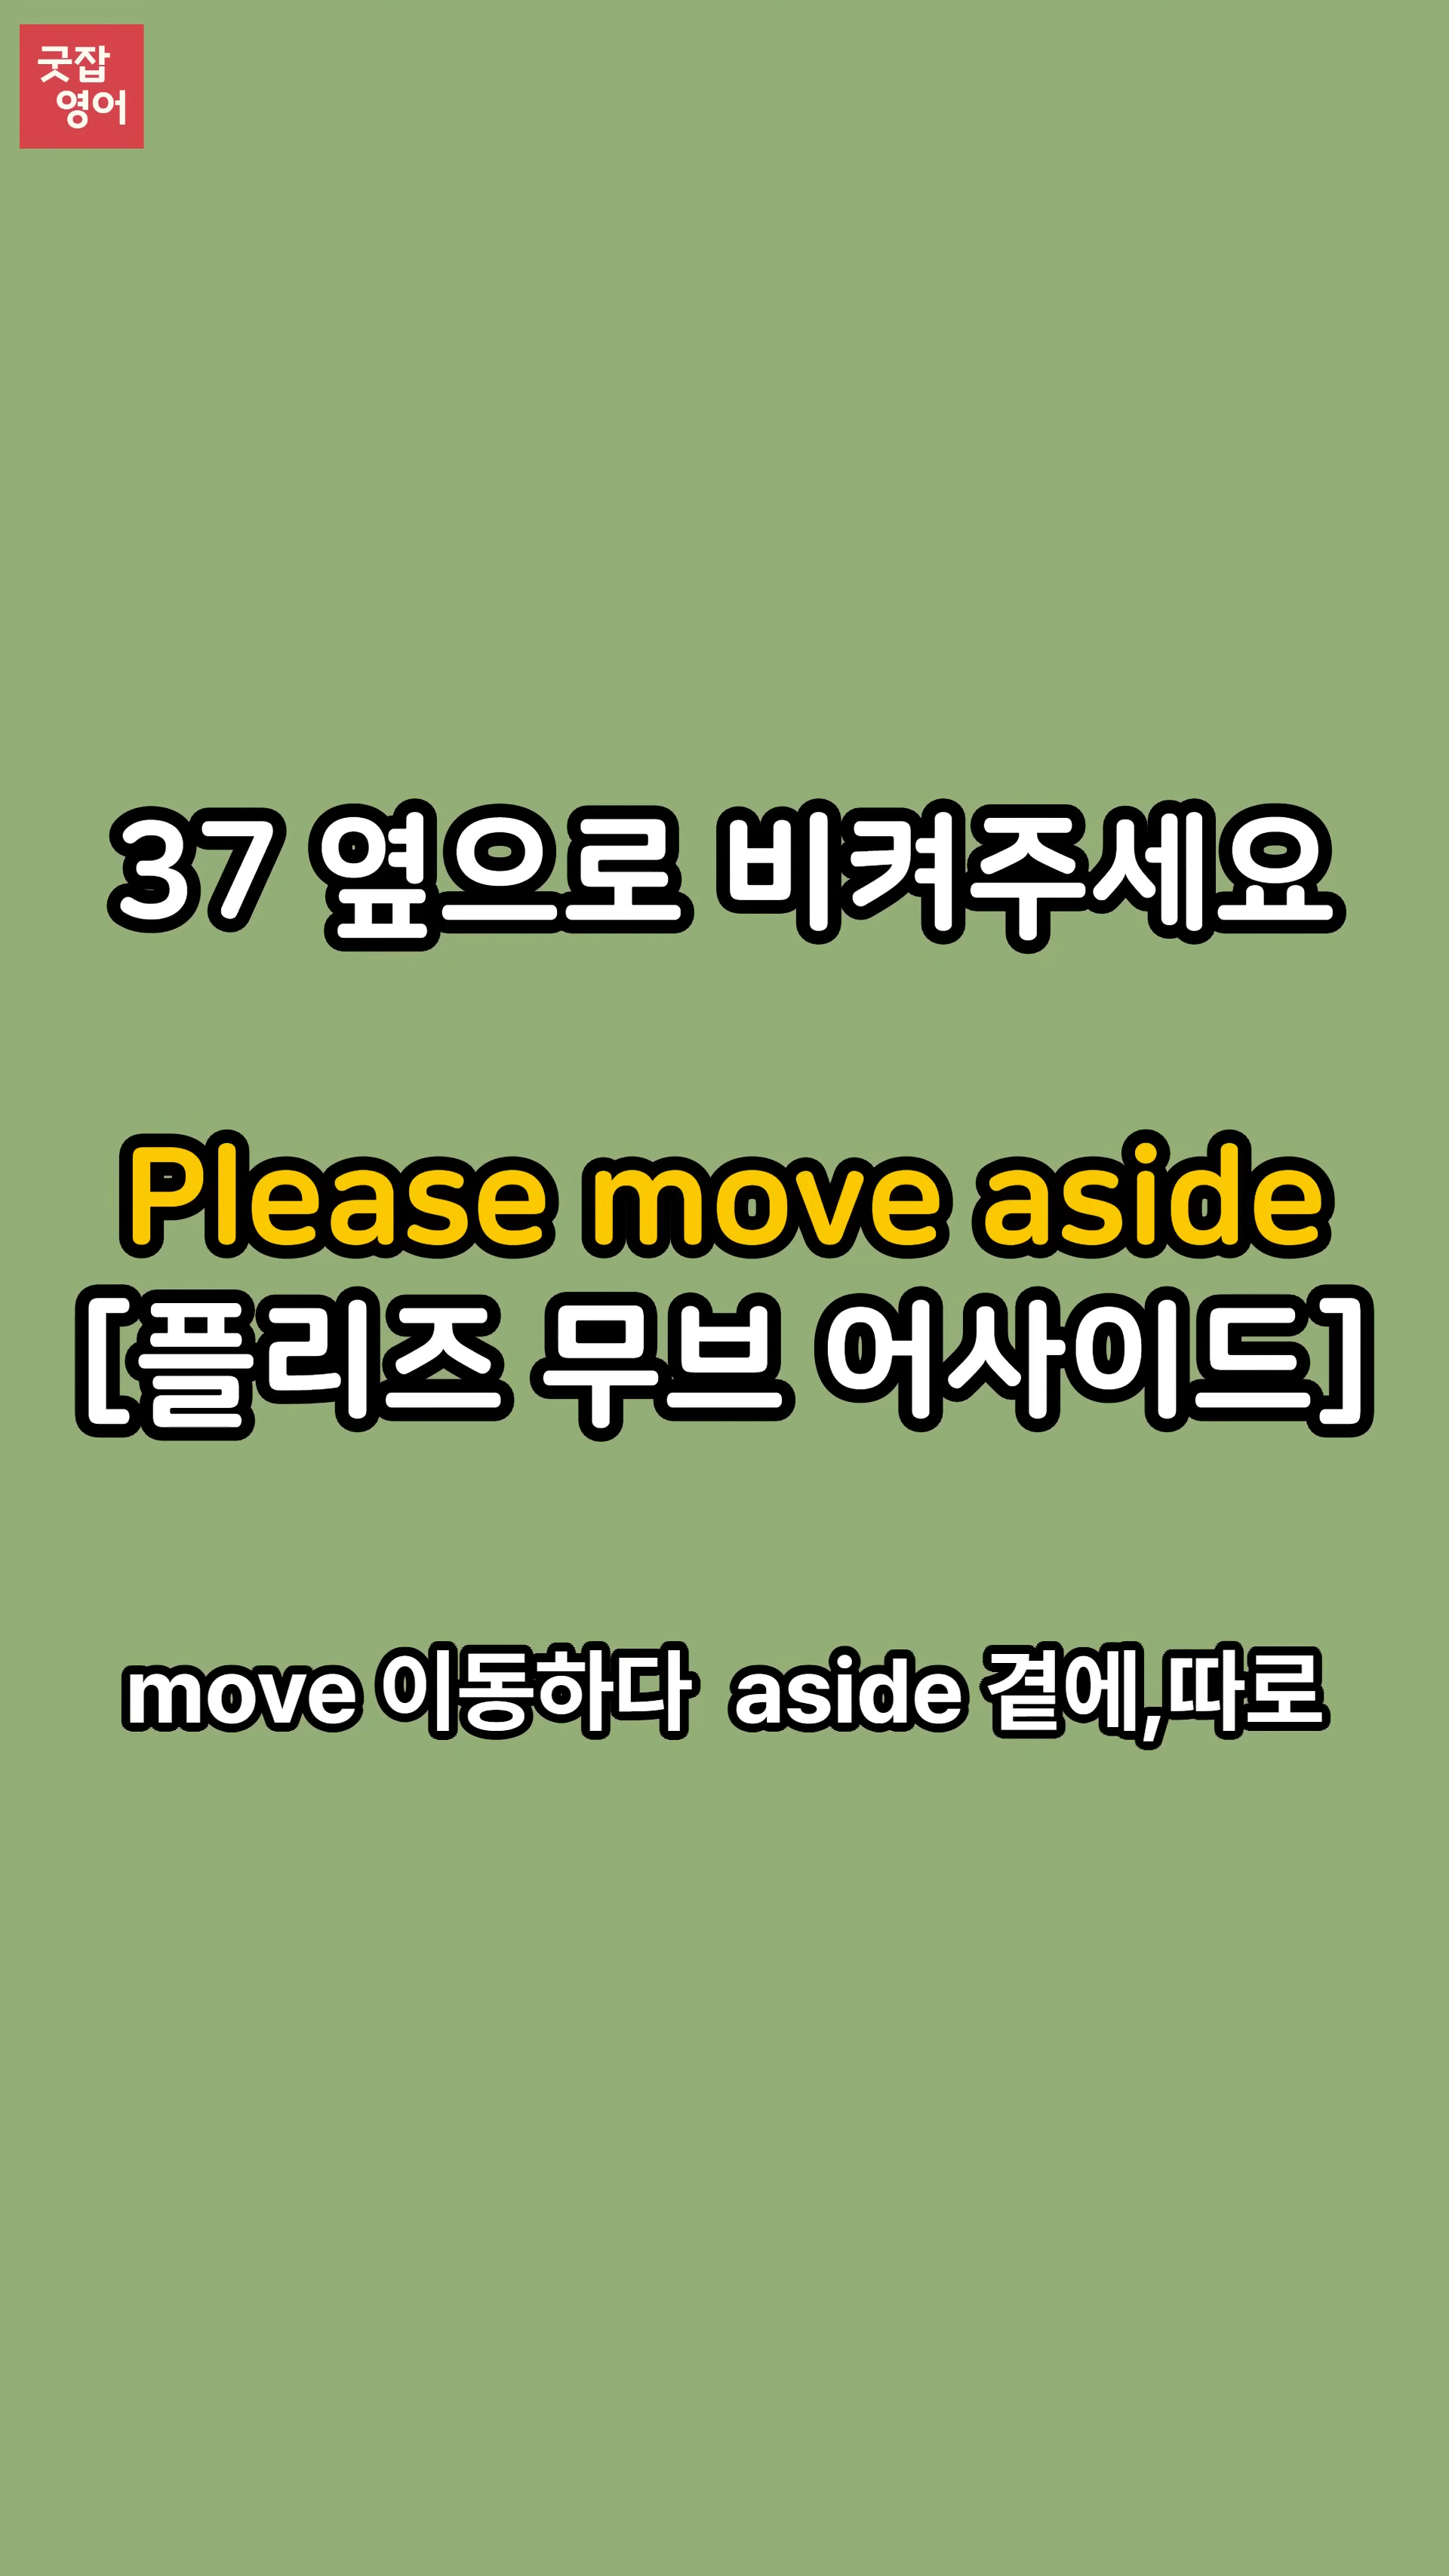 굿잡
영어
37 옆으로 비켜주세요
Please move aside
[플리즈 무브 어사이드]
move 이동하다 aside 곁에,따로